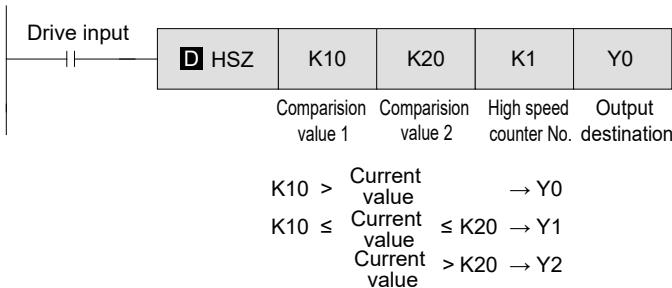 Drive input
D HSZ K10 K20 K1 Y0
Comparision value 1 Comparision value 2 High speed counter No. Output destination
K10 > Current value → Y0
K10 ≤ Current value ≤ K20 → Y1
Current value > K20 → Y2